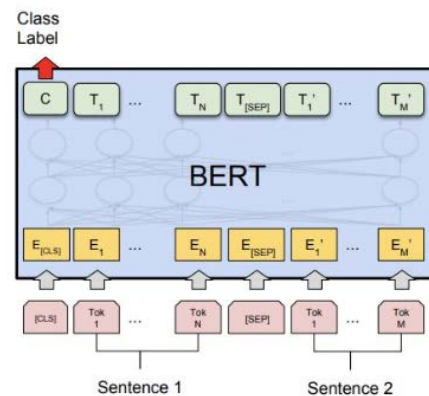 Class
Label
C T1 ... TN T[SEP] T1' ... TM'
BERT
E[CLS] E1 ... EN E[SEP] E1' ... EM'
[CLS] Tok 1 ... Tok N [SEP] Tok 1 ... Tok M
Sentence 1 Sentence 2